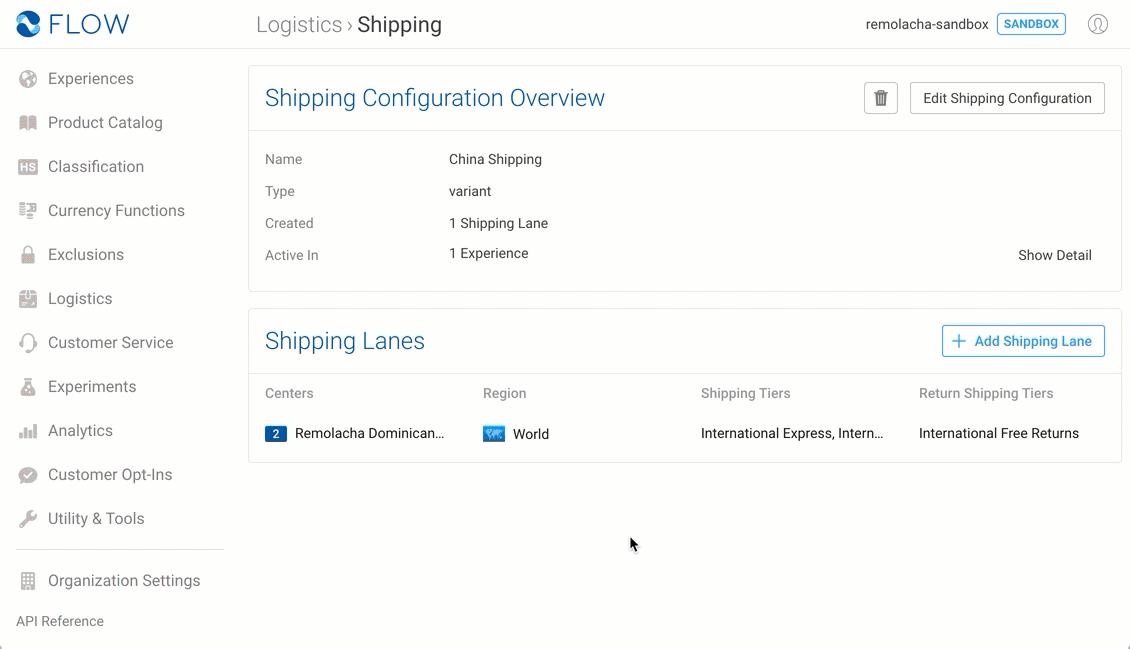 FLOW
Logistics › Shipping
remolacha-sandbox SANDBOX
Experiences
Product Catalog
HS Classification
Currency Functions
Exclusions
Logistics
Customer Service
Experiments
Analytics
Customer Opt-Ins
Utility & Tools
Organization Settings
API Reference
Shipping Configuration Overview
Edit Shipping Configuration
Name China Shipping
Type variant
Created 1 Shipping Lane
Active In 1 Experience
Show Detail
Shipping Lanes
+ Add Shipping Lane
Centers Region Shipping Tiers Return Shipping Tiers
2 Remolacha Dominican... World International Express, Intern... International Free Returns